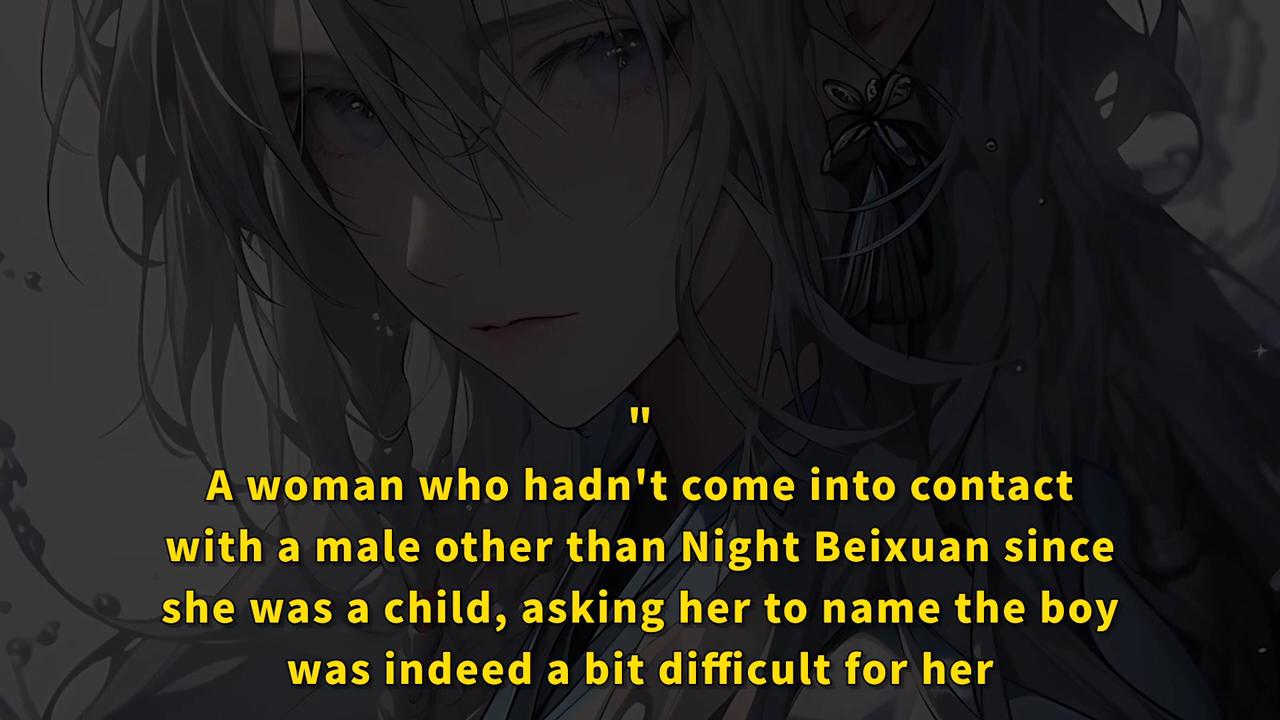 "
A woman who hadn't come into contact
with a male other than Night Beixuan since
she was a child, asking her to name the boy
was indeed a bit difficult for her